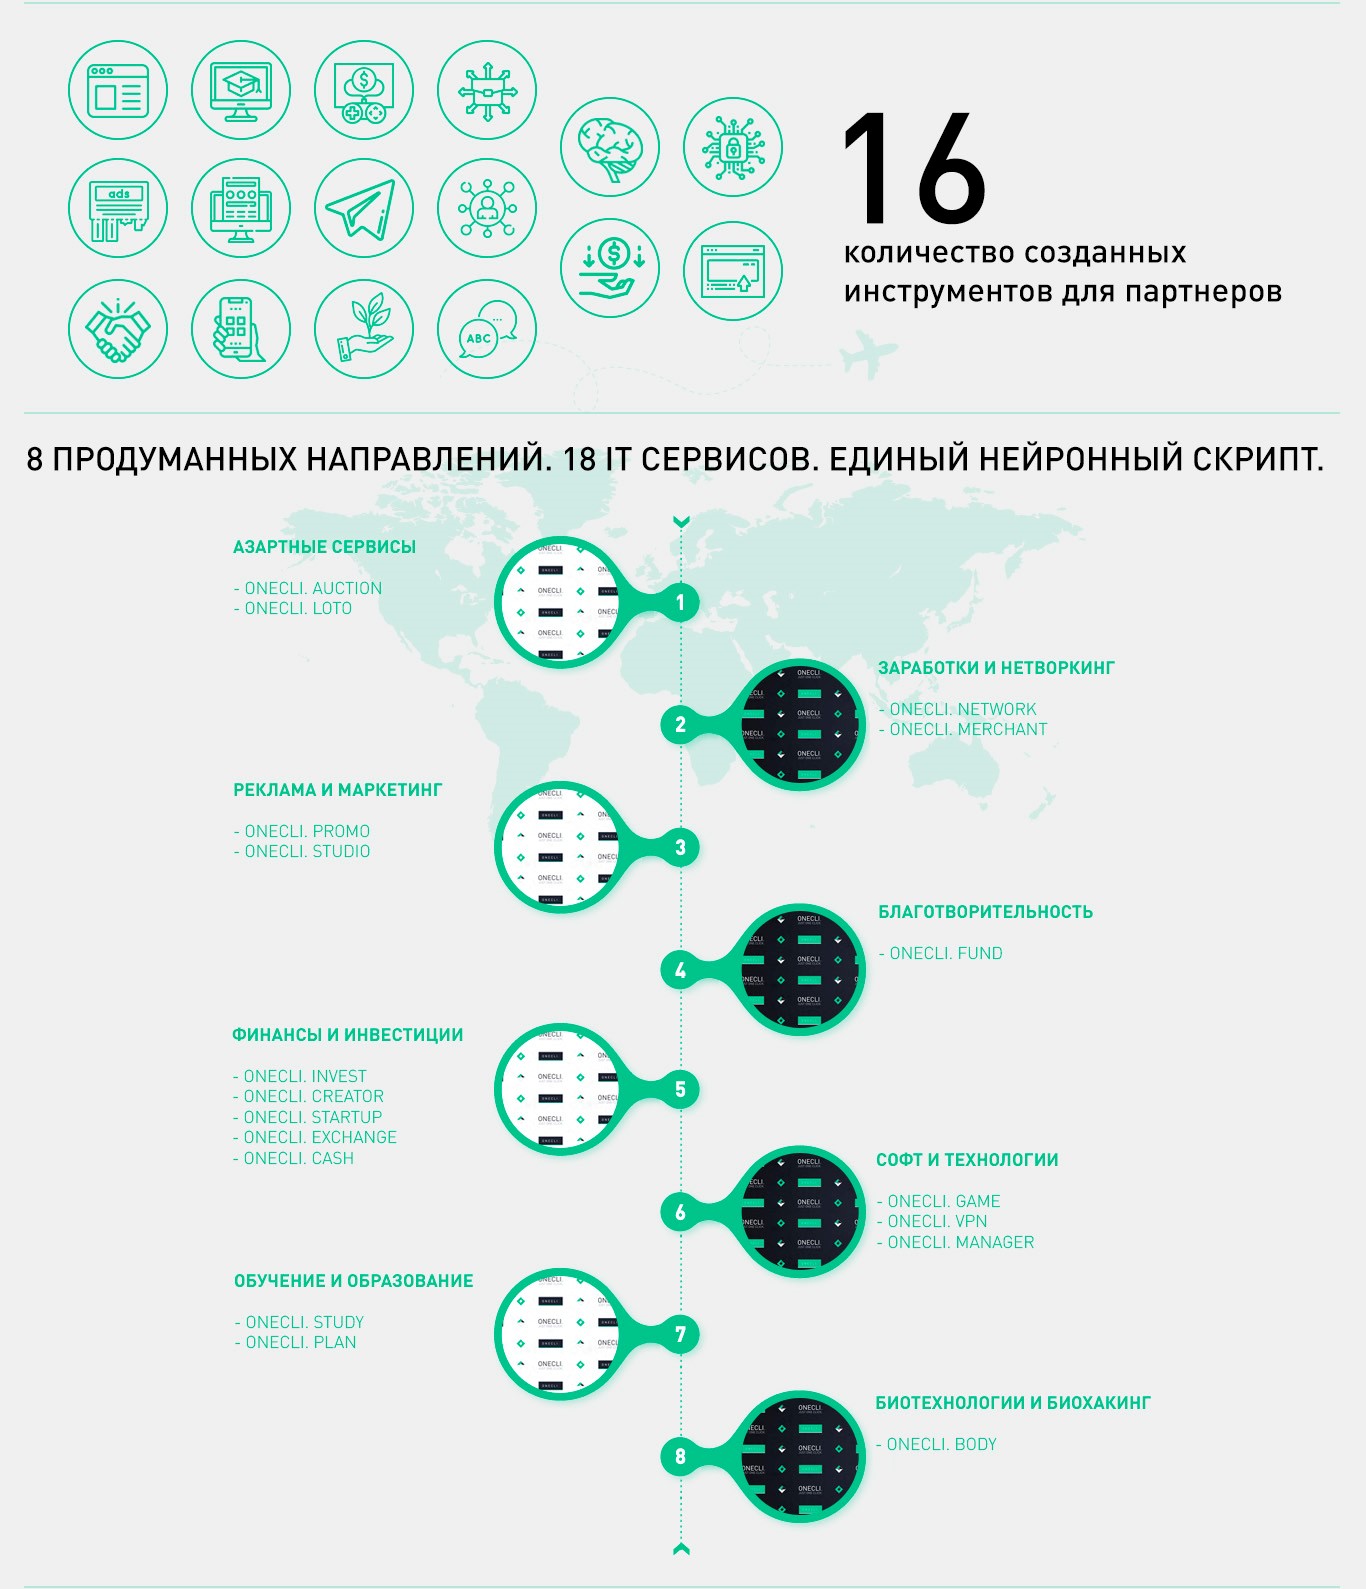 ads
ABC
16
количество созданных
инструментов для партнеров
8 ПРОДУМАННЫХ НАПРАВЛЕНИЙ. 18 IT СЕРВИСОВ. ЕДИНЫЙ НЕЙРОННЫЙ СКРИПТ.
АЗАРТНЫЕ СЕРВИСЫ
- ONECLI. AUCTION
- ONECLI. LOTO
1
ЗАРАБОТКИ И НЕТВОРКИНГ
- ONECLI. NETWORK
- ONECLI. MERCHANT
2
РЕКЛАМА И МАРКЕТИНГ
- ONECLI. PROMO
- ONECLI. STUDIO
3
БЛАГОТВОРИТЕЛЬНОСТЬ
- ONECLI. FUND
4
ФИНАНСЫ И ИНВЕСТИЦИИ
- ONECLI. INVEST
- ONECLI. CREATOR
- ONECLI. STARTUP
- ONECLI. EXCHANGE
- ONECLI. CASH
5
СОФТ И ТЕХНОЛОГИИ
- ONECLI. GAME
- ONECLI. VPN
- ONECLI. MANAGER
6
ОБУЧЕНИЕ И ОБРАЗОВАНИЕ
- ONECLI. STUDY
- ONECLI. PLAN
7
БИОТЕХНОЛОГИИ И БИОХАКИНГ
- ONECLI. BODY
8